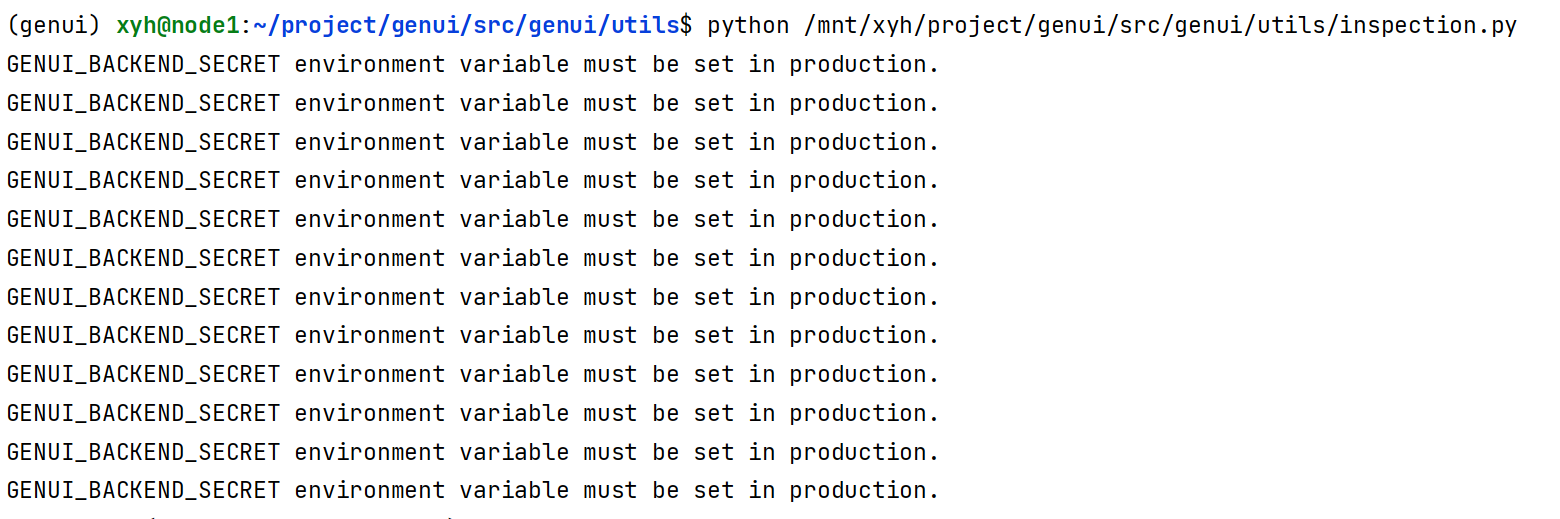 (genui) xyh@node1:~/project/genui/src/genui/utils$ python /mnt/xyh/project/genui/src/genui/utils/inspection.py
GENUI_BACKEND_SECRET environment variable must be set in production.
GENUI_BACKEND_SECRET environment variable must be set in production.
GENUI_BACKEND_SECRET environment variable must be set in production.
GENUI_BACKEND_SECRET environment variable must be set in production.
GENUI_BACKEND_SECRET environment variable must be set in production.
GENUI_BACKEND_SECRET environment variable must be set in production.
GENUI_BACKEND_SECRET environment variable must be set in production.
GENUI_BACKEND_SECRET environment variable must be set in production.
GENUI_BACKEND_SECRET environment variable must be set in production.
GENUI_BACKEND_SECRET environment variable must be set in production.
GENUI_BACKEND_SECRET environment variable must be set in production.
GENUI_BACKEND_SECRET environment variable must be set in production.